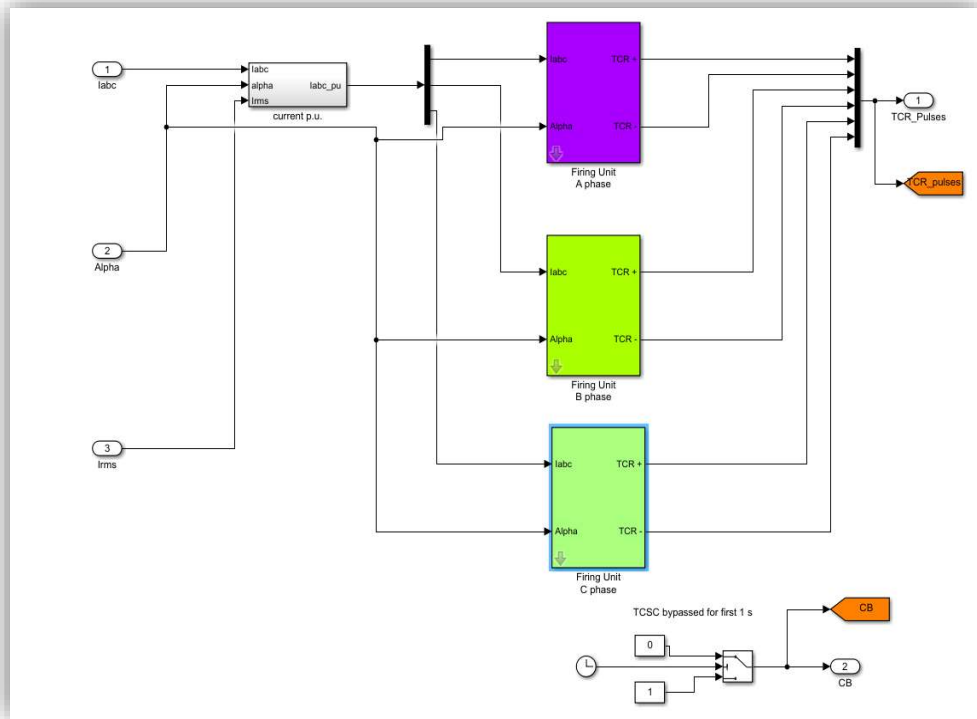 1
Iabc
Iabc
alpha
Irms
Iabc_pu
current p.u.
Iabc
Alpha
TCR +
TCR -
Firing Unit
A phase
1
TCR_Pulses
TCR_pulses
2
Alpha
Iabc
Alpha
TCR +
TCR -
Firing Unit
B phase
3
Irms
Iabc
Alpha
TCR +
TCR -
Firing Unit
C phase
TCSC bypassed for first 1 s
0
1
CB
2
CB